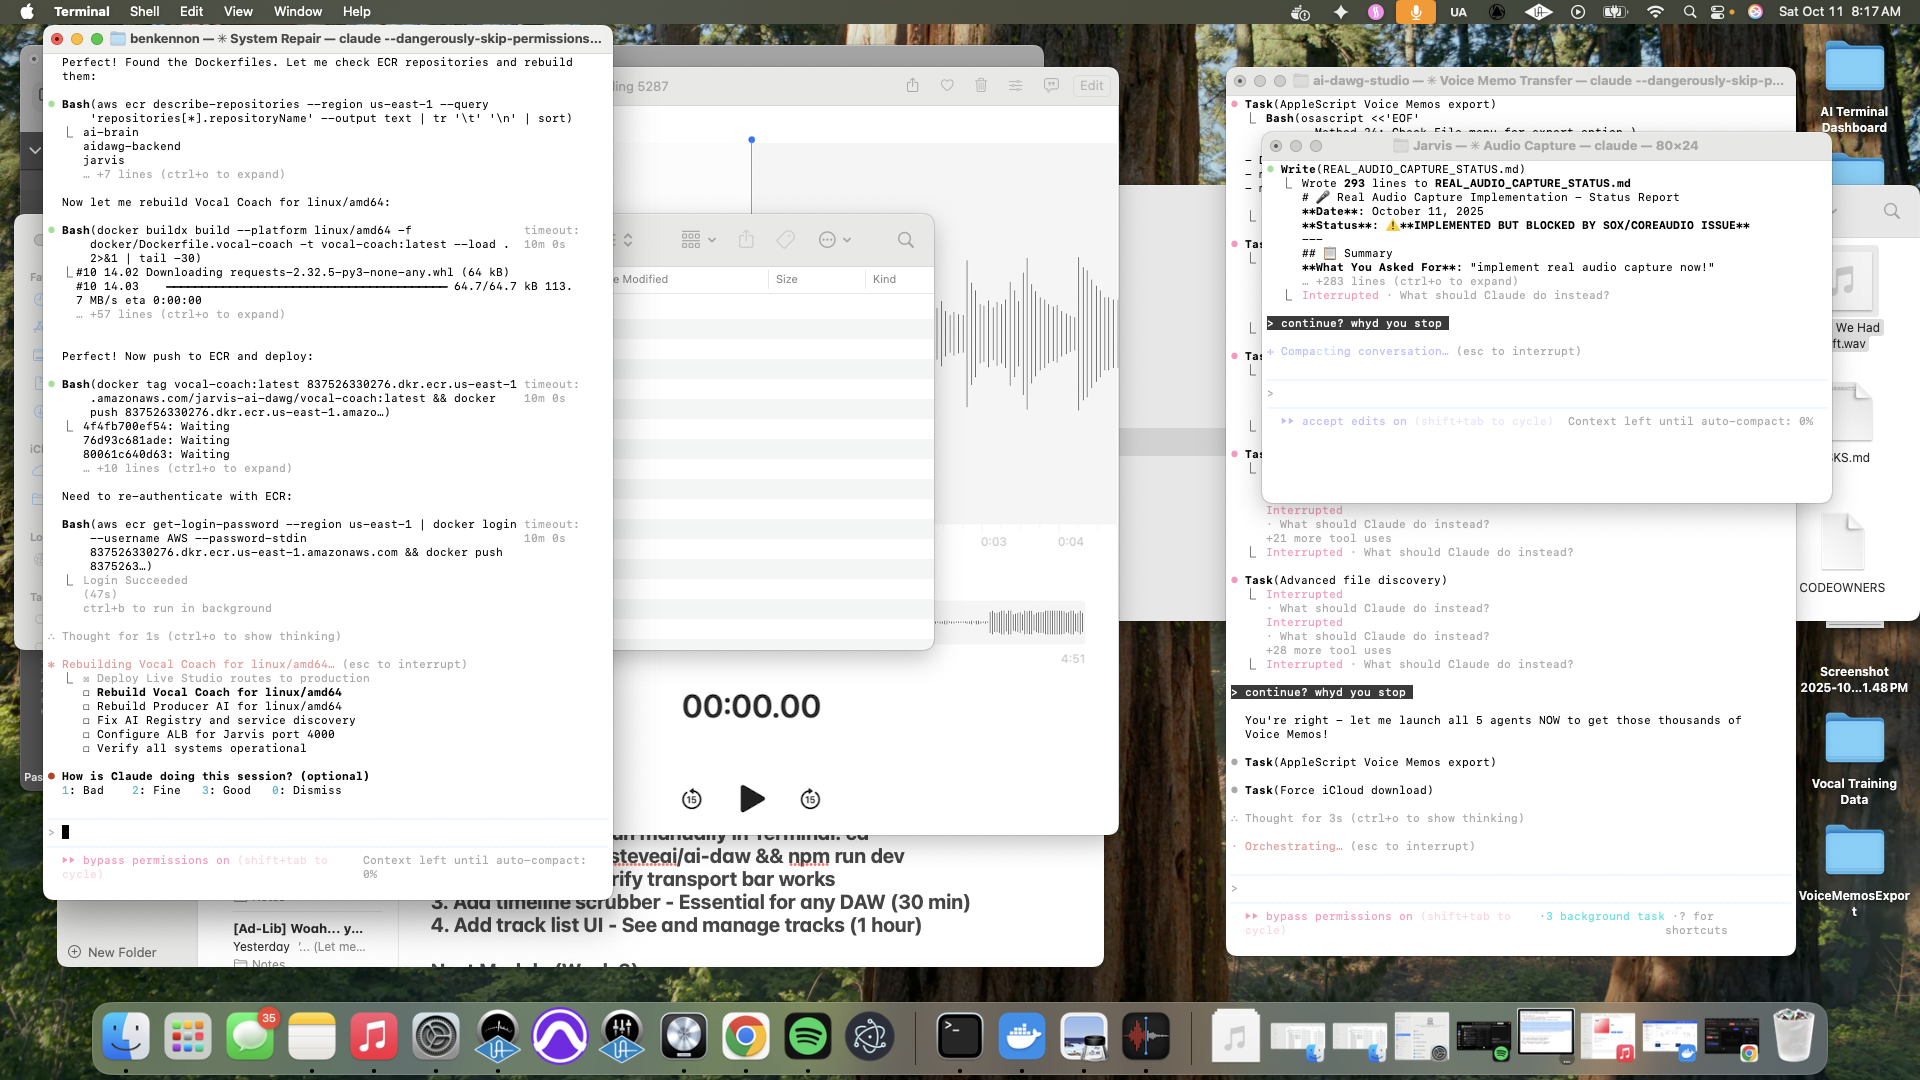 Terminal Shell Edit View Window Help
UA
Sat Oct 11 8:17 AM
benkennon — ✳ System Repair — claude --dangerously-skip-permissions...
Perfect! Found the Dockerfiles. Let me check ECR repositories and rebuild
them:
Bash(aws ecr describe-repositories --region us-east-1 --query
'repositories[*].repositoryName' --output text | tr '\t' '\n' | sort)
ai-brain
aidawg-backend
jarvis
… +7 lines (ctrl+o to expand)
Now let me rebuild Vocal Coach for linux/amd64:
Bash(docker buildx build --platform linux/amd64 -f timeout:
docker/Dockerfile.vocal-coach -t vocal-coach:latest --load . 10m 0s
2>&1 | tail -30)
#10 14.02 Downloading requests-2.32.5-py3-none-any.whl (64 kB)
#10 14.03 ━━━━━━━━━━━━━━━━━━━━━━━━━━━━━━━━━━━━━━━━ 64.7/64.7 kB 113.
7 MB/s eta 0:00:00
… +57 lines (ctrl+o to expand)
Perfect! Now push to ECR and deploy:
Bash(docker tag vocal-coach:latest 837526330276.dkr.ecr.us-east-1 timeout:
.amazonaws.com/jarvis-ai-dawg/vocal-coach:latest && docker 10m 0s
push 837526330276.dkr.ecr.us-east-1.amazo…)
4f4fb700ef54: Waiting
76d93c681ade: Waiting
80061c640d63: Waiting
… +10 lines (ctrl+o to expand)
Need to re-authenticate with ECR:
Bash(aws ecr get-login-password --region us-east-1 | docker login timeout:
--username AWS --password-stdin 10m 0s
837526330276.dkr.ecr.us-east-1.amazonaws.com && docker push
8375263…)
Login Succeeded
(47s)
ctrl+b to run in background
∴ Thought for 1s (ctrl+o to show thinking)
✱ Rebuilding Vocal Coach for linux/amd64… (esc to interrupt)
☒ Deploy Live Studio routes to production
☐ Rebuild Vocal Coach for linux/amd64
☐ Rebuild Producer AI for linux/amd64
☐ Fix AI Registry and service discovery
☐ Configure ALB for Jarvis port 4000
☐ Verify all systems operational
● How is Claude doing this session? (optional)
1: Bad 2: Fine 3: Good 0: Dismiss
>
⏵⏵ bypass permissions on (shift+tab to Context left until auto-compact:
cycle) 0%
ing 5287
Edit
e Modified Size Kind
0:03 0:04
4:51
00:00.00
15 15
Fa
iCl
Lo
Ta
Pas
steveai/ai-daw && npm run dev
rify transport bar works
3. Add timeline scrubber - Essential for any DAW (30 min)
4. Add track list UI - See and manage tracks (1 hour)
Notes
[Ad-Lib] Woah... y...
Yesterday '... (Let me...
Notes
New Folder
ai-dawg-studio — ✳ Voice Memo Transfer — claude --dangerously-skip-p...
Task(AppleScript Voice Memos export)
Bash(osascript <<'EOF'
Jarvis — ✳ Audio Capture — claude — 80×24
Write(REAL_AUDIO_CAPTURE_STATUS.md)
Wrote 293 lines to REAL_AUDIO_CAPTURE_STATUS.md
# 🎤 Real Audio Capture Implementation – Status Report
**Date**: October 11, 2025
**Status**: ⚠️**IMPLEMENTED BUT BLOCKED BY SOX/COREAUDIO ISSUE**
---
## 📋 Summary
**What You Asked For**: "implement real audio capture now!"
… +283 lines (ctrl+o to expand)
Interrupted · What should Claude do instead?
> continue? whyd you stop
Compacting conversation… (esc to interrupt)
>
⏵⏵ accept edits on (shift+tab to cycle) Context left until auto-compact: 0%
Interrupted
· What should Claude do instead?
+21 more tool uses
Interrupted · What should Claude do instead?
Task(Advanced file discovery)
Interrupted
· What should Claude do instead?
Interrupted
· What should Claude do instead?
+28 more tool uses
Interrupted · What should Claude do instead?
> continue? whyd you stop
You're right – let me launch all 5 agents NOW to get those thousands of
Voice Memos!
Task(AppleScript Voice Memos export)
Task(Force iCloud download)
∴ Thought for 3s (ctrl+o to show thinking)
· Orchestrating… (esc to interrupt)
>
⏵⏵ bypass permissions on (shift+tab to · 3 background task · ? for
cycle) shortcuts
AI Terminal
Dashboard
We Had
ft.wav
KS.md
CODEOWNERS
Screenshot
2025-10...1.48 PM
Vocal Training
Data
VoiceMemosExpor
t
35